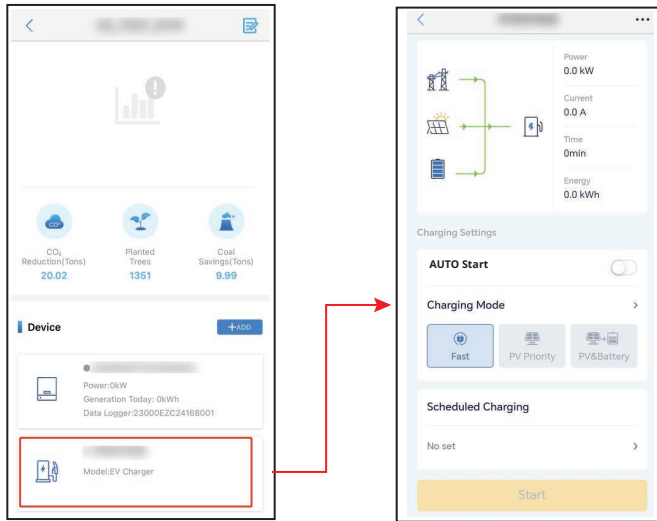 CO₂
Reduction(Tons)
20.02
Planted
Trees
1351
Coal
Savings(Tons)
9.99
Device
+ADD
Power:0kW
Generation Today: 0kWh
Data Logger:23000EZC24168001
Model:EV Charger
Power
0.0 kW
Current
0.0 A
Time
0min
Energy
0.0 kWh
Charging Settings
AUTO Start
Charging Mode
Fast
PV Priority
PV&Battery
Scheduled Charging
No set
Start